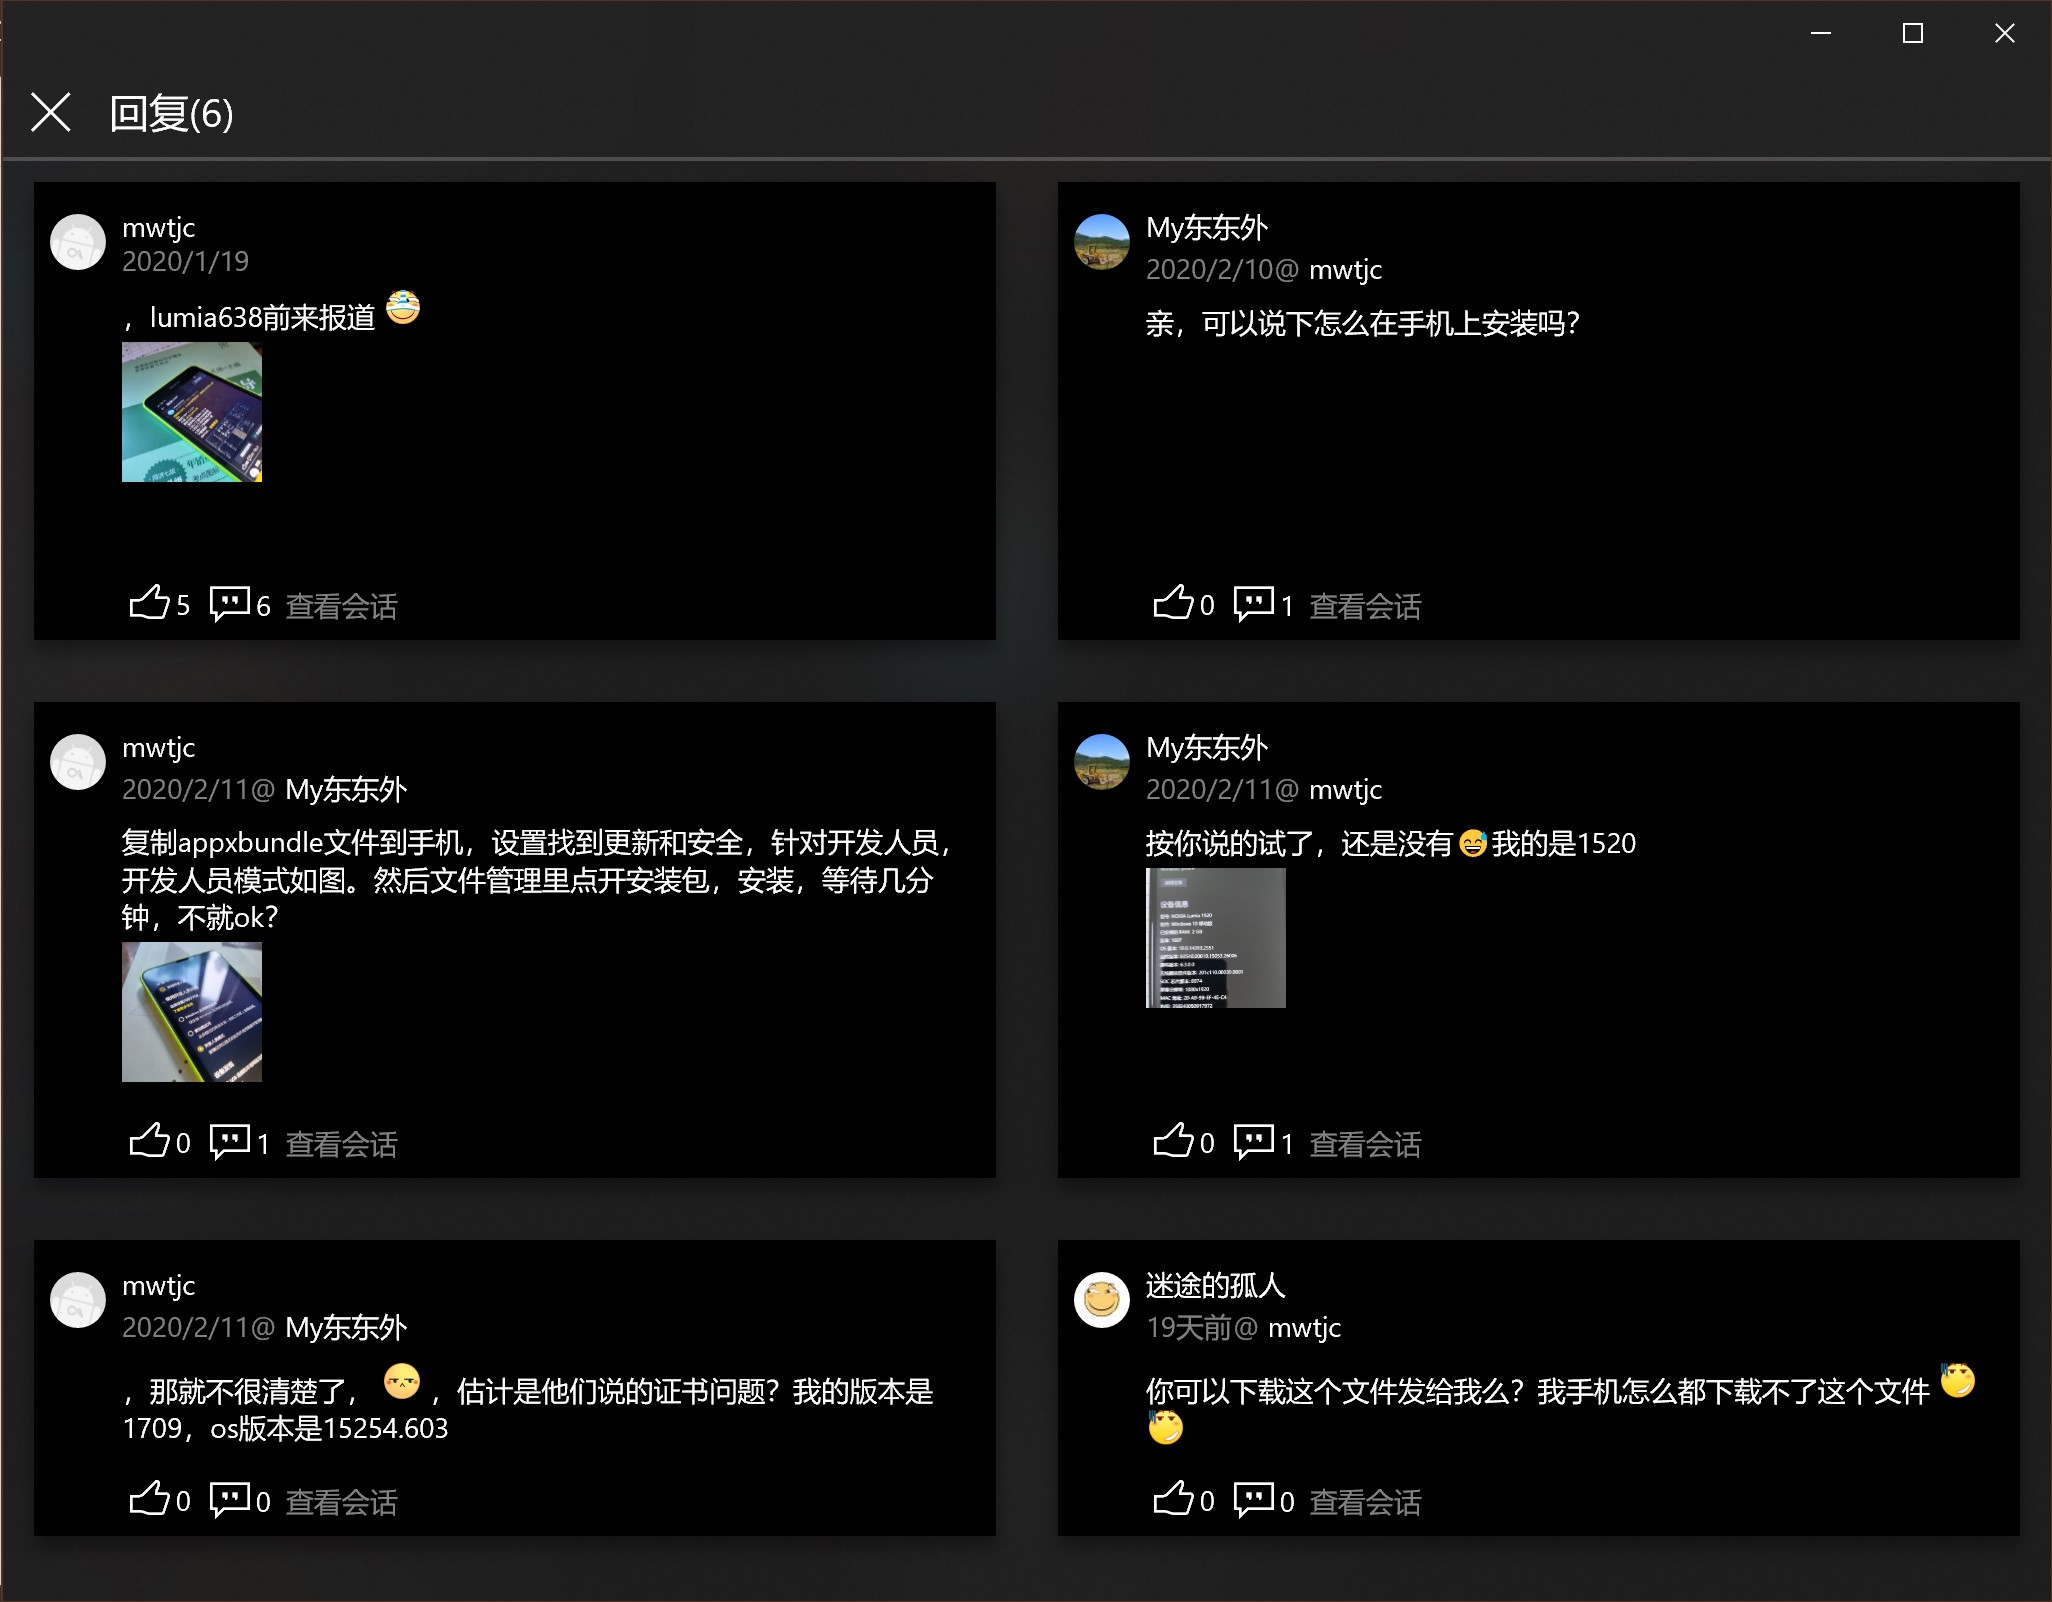 回复(6)
mwtjc
2020/1/19
，lumia638前来报道
5 6 查看会话
My东东外
2020/2/10@ mwtjc
亲，可以说下怎么在手机上安装吗？
0 1 查看会话
mwtjc
2020/2/11@ My东东外
复制appxbundle文件到手机，设置找到更新和安全，针对开发人员，
开发人员模式如图。然后文件管理里点开安装包，安装，等待几分
钟，不就ok？
0 1 查看会话
My东东外
2020/2/11@ mwtjc
按你说的试了，还是没有😅我的是1520
设备信息
0 1 查看会话
mwtjc
2020/2/11@ My东东外
，那就不很清楚了，，估计是他们说的证书问题？我的版本是
1709，os版本是15254.603
0 0 查看会话
迷途的孤人
19天前@ mwtjc
你可以下载这个文件发给我么？我手机怎么都下载不了这个文件
0 0 查看会话